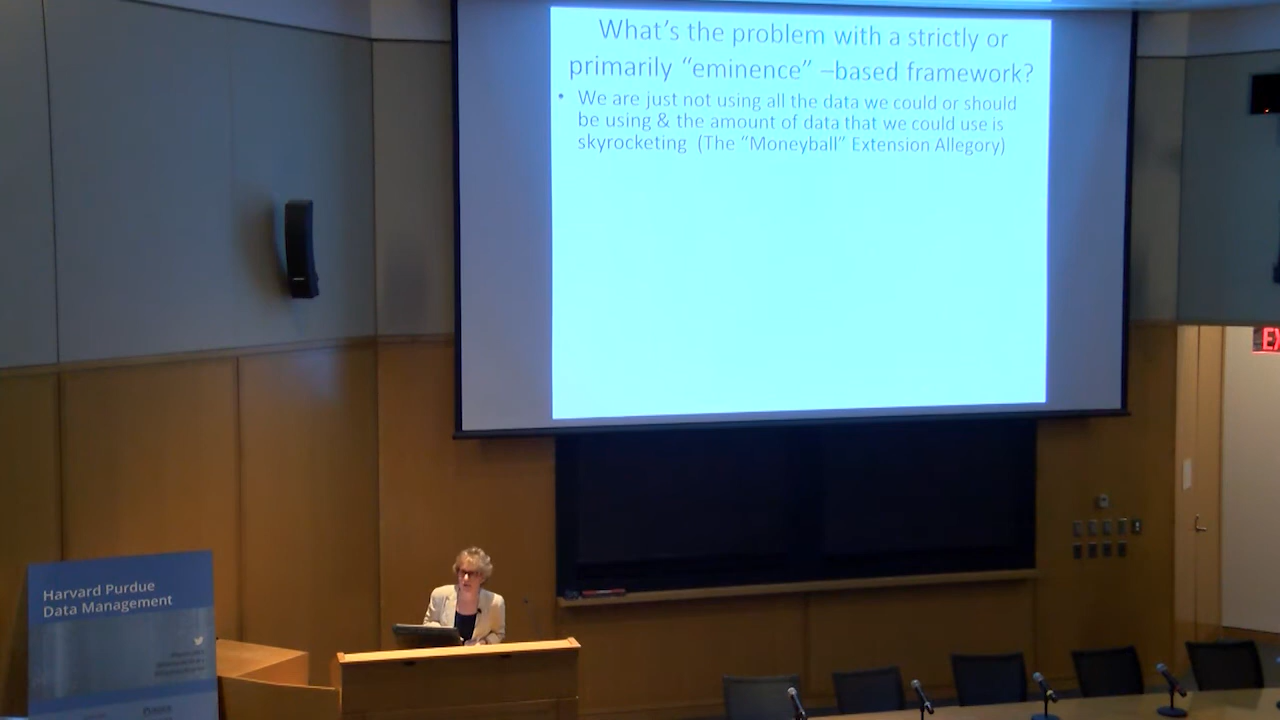 What's the problem with a strictly or
primarily “eminence” –based framework?
• We are just not using all the data we could or should
be using & the amount of data that we could use is
skyrocketing (The “Moneyball” Extension Allegory)
Harvard Purdue
Data Management